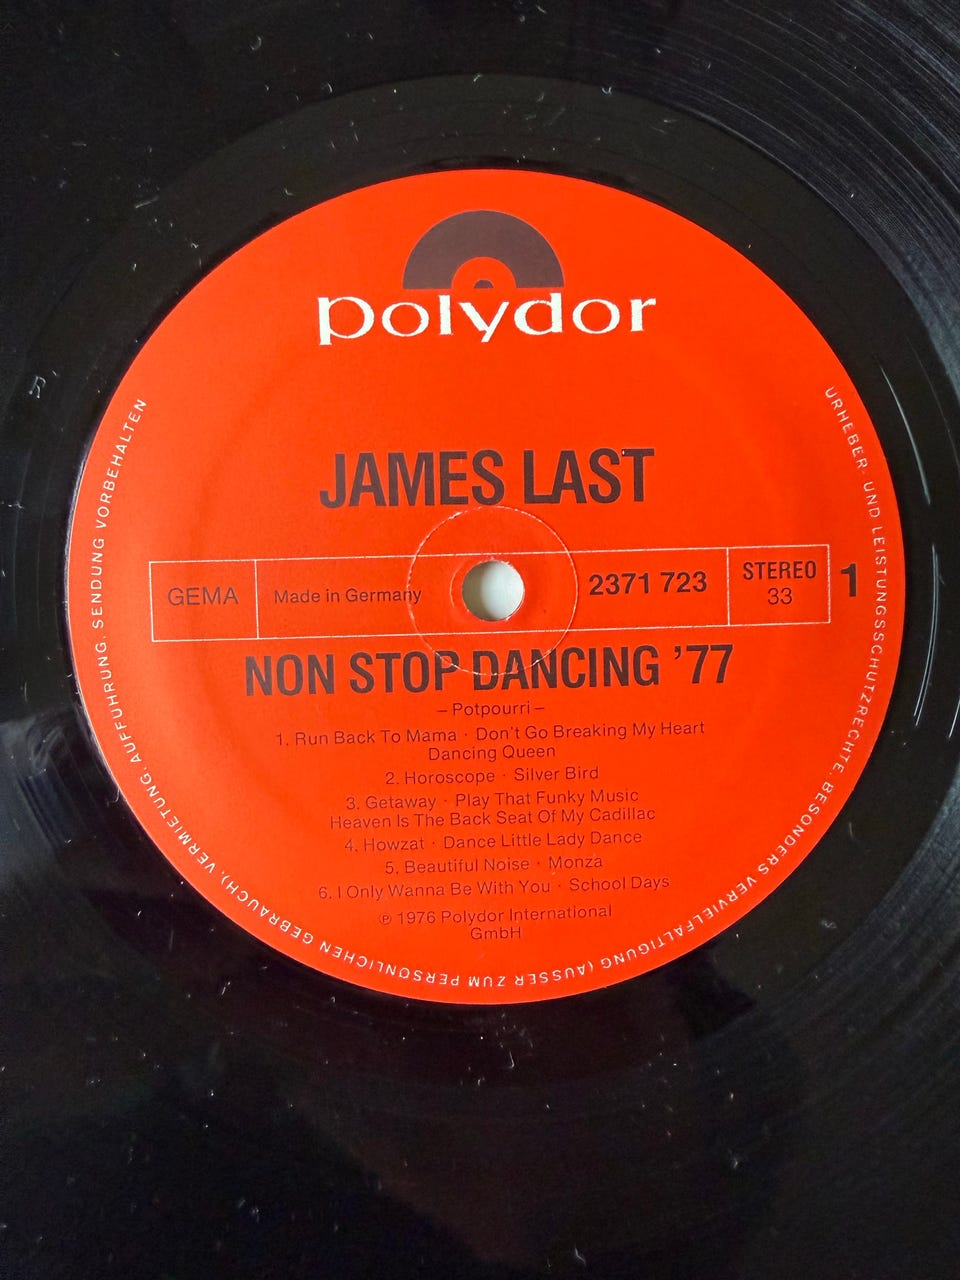 polydor
JAMES LAST
GEMA
Made in Germany
2371 723
STEREO
33
1
NON STOP DANCING ’77
– Potpourri –
1. Run Back To Mama · Don't Go Breaking My Heart
Dancing Queen
2. Horoscope · Silver Bird
3. Getaway · Play That Funky Music
Heaven Is The Back Seat Of My Cadillac
4. Howzat · Dance Little Lady Dance
5. Beautiful Noise · Monza
6. I Only Wanna Be With You · School Days
℗ 1976 Polydor International
GmbH
URHEBER- UND LEISTUNGSSCHUTZRECHTE, BESONDERS VERVIELFÄLTIGUNG (AUSSER ZUM PERSÖNLICHEN GEBRAUCH), VERMIETUNG, AUFFÜHRUNG, SENDUNG VORBEHALTEN